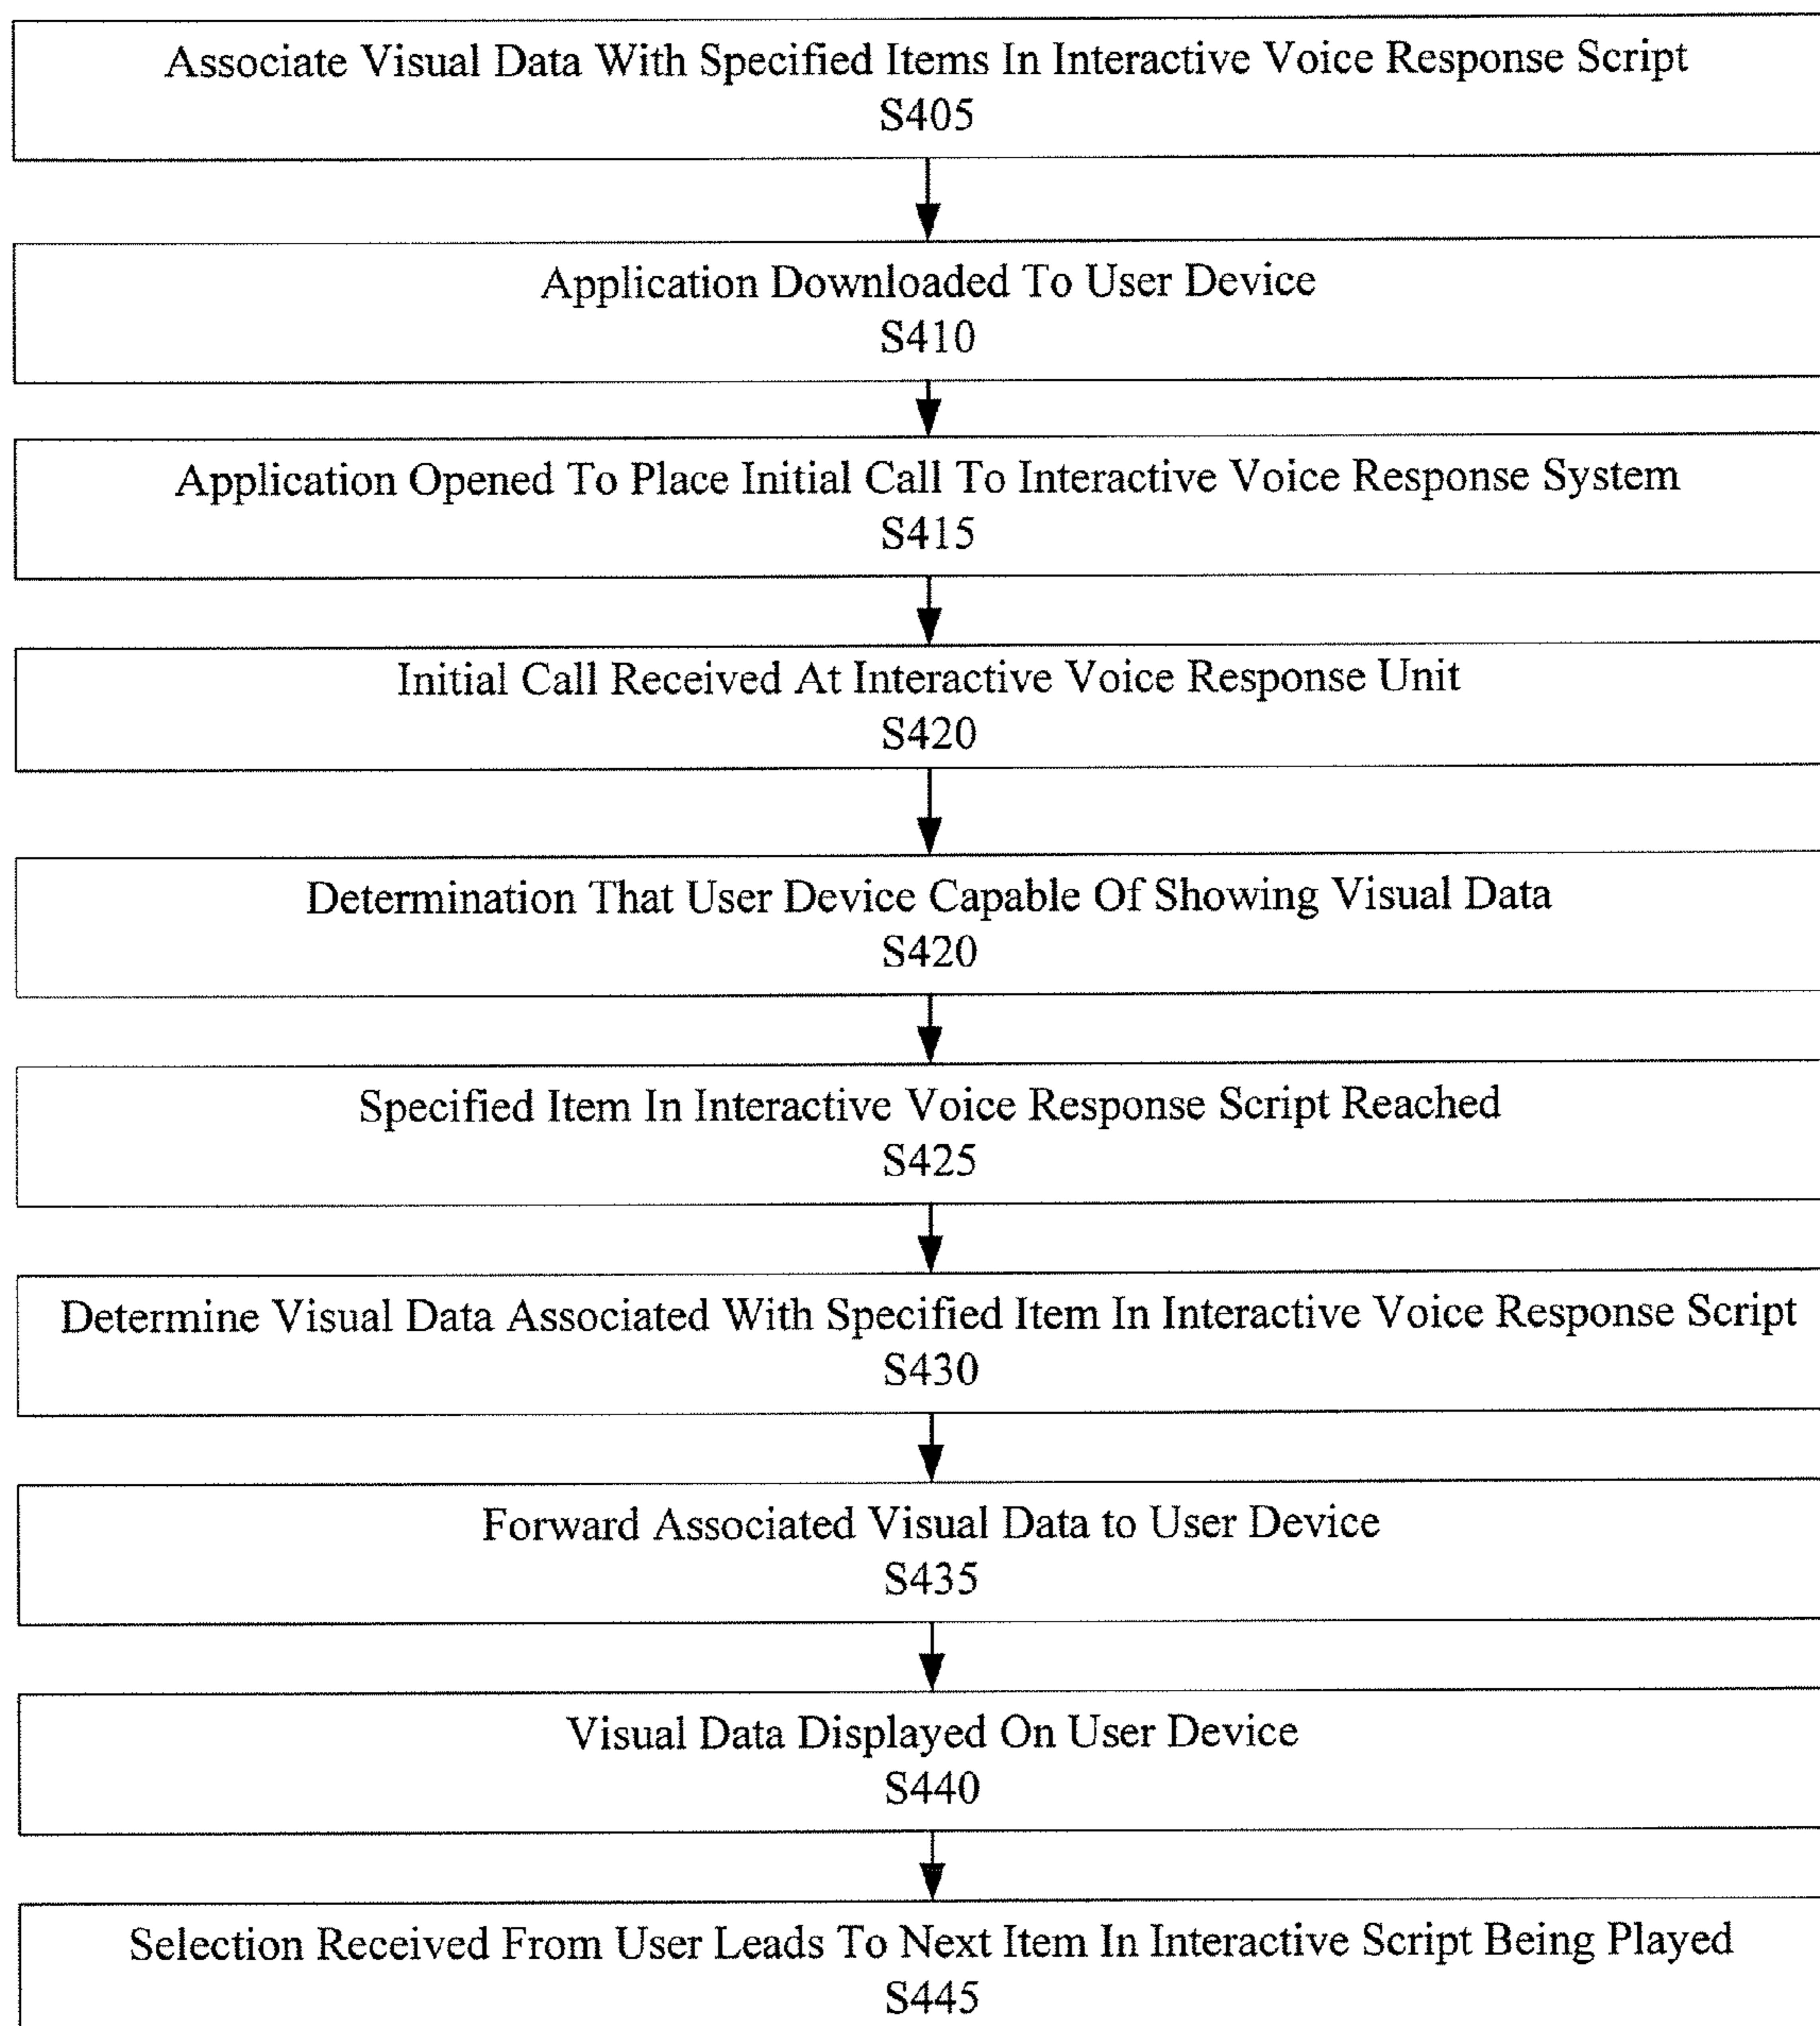 Associate Visual Data With Specified Items In Interactive Voice Response Script
S405
Application Downloaded To User Device
S410
Application Opened To Place Initial Call To Interactive Voice Response System
S415
Initial Call Received At Interactive Voice Response Unit
S420
Determination That User Device Capable Of Showing Visual Data
S420
Specified Item In Interactive Voice Response Script Reached
S425
Determine Visual Data Associated With Specified Item In Interactive Voice Response Script
S430
Forward Associated Visual Data to User Device
S435
Visual Data Displayed On User Device
S440
Selection Received From User Leads To Next Item In Interactive Script Being Played
S445